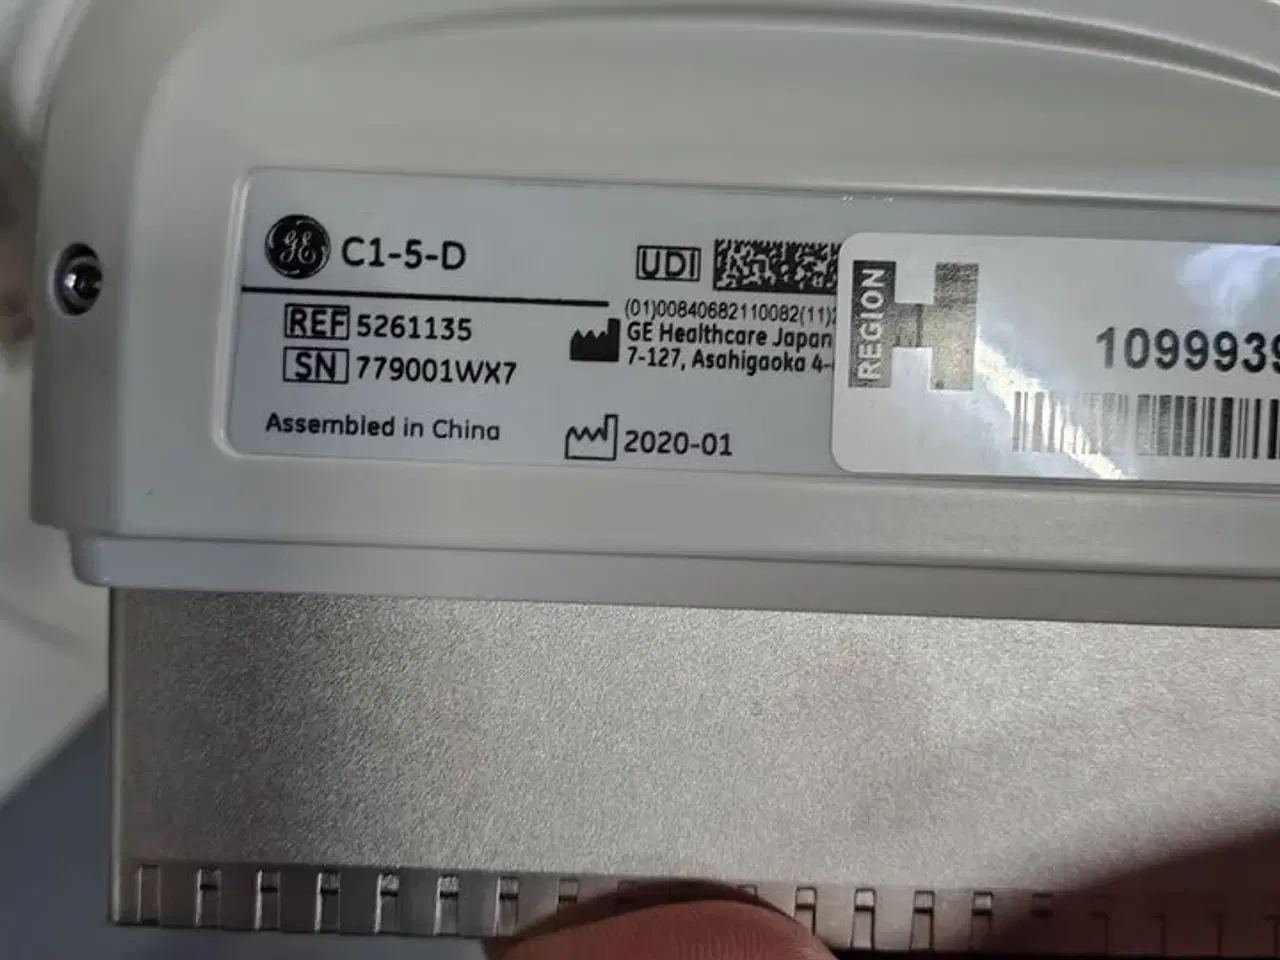 GE C1-5-D
REF 5261135
SN 779001WX7
Assembled in China
UDI
(01)00840682110082(11)
GE Healthcare Japan
7-127, Asahigaoka 4-
2020-01
REGION H
109993